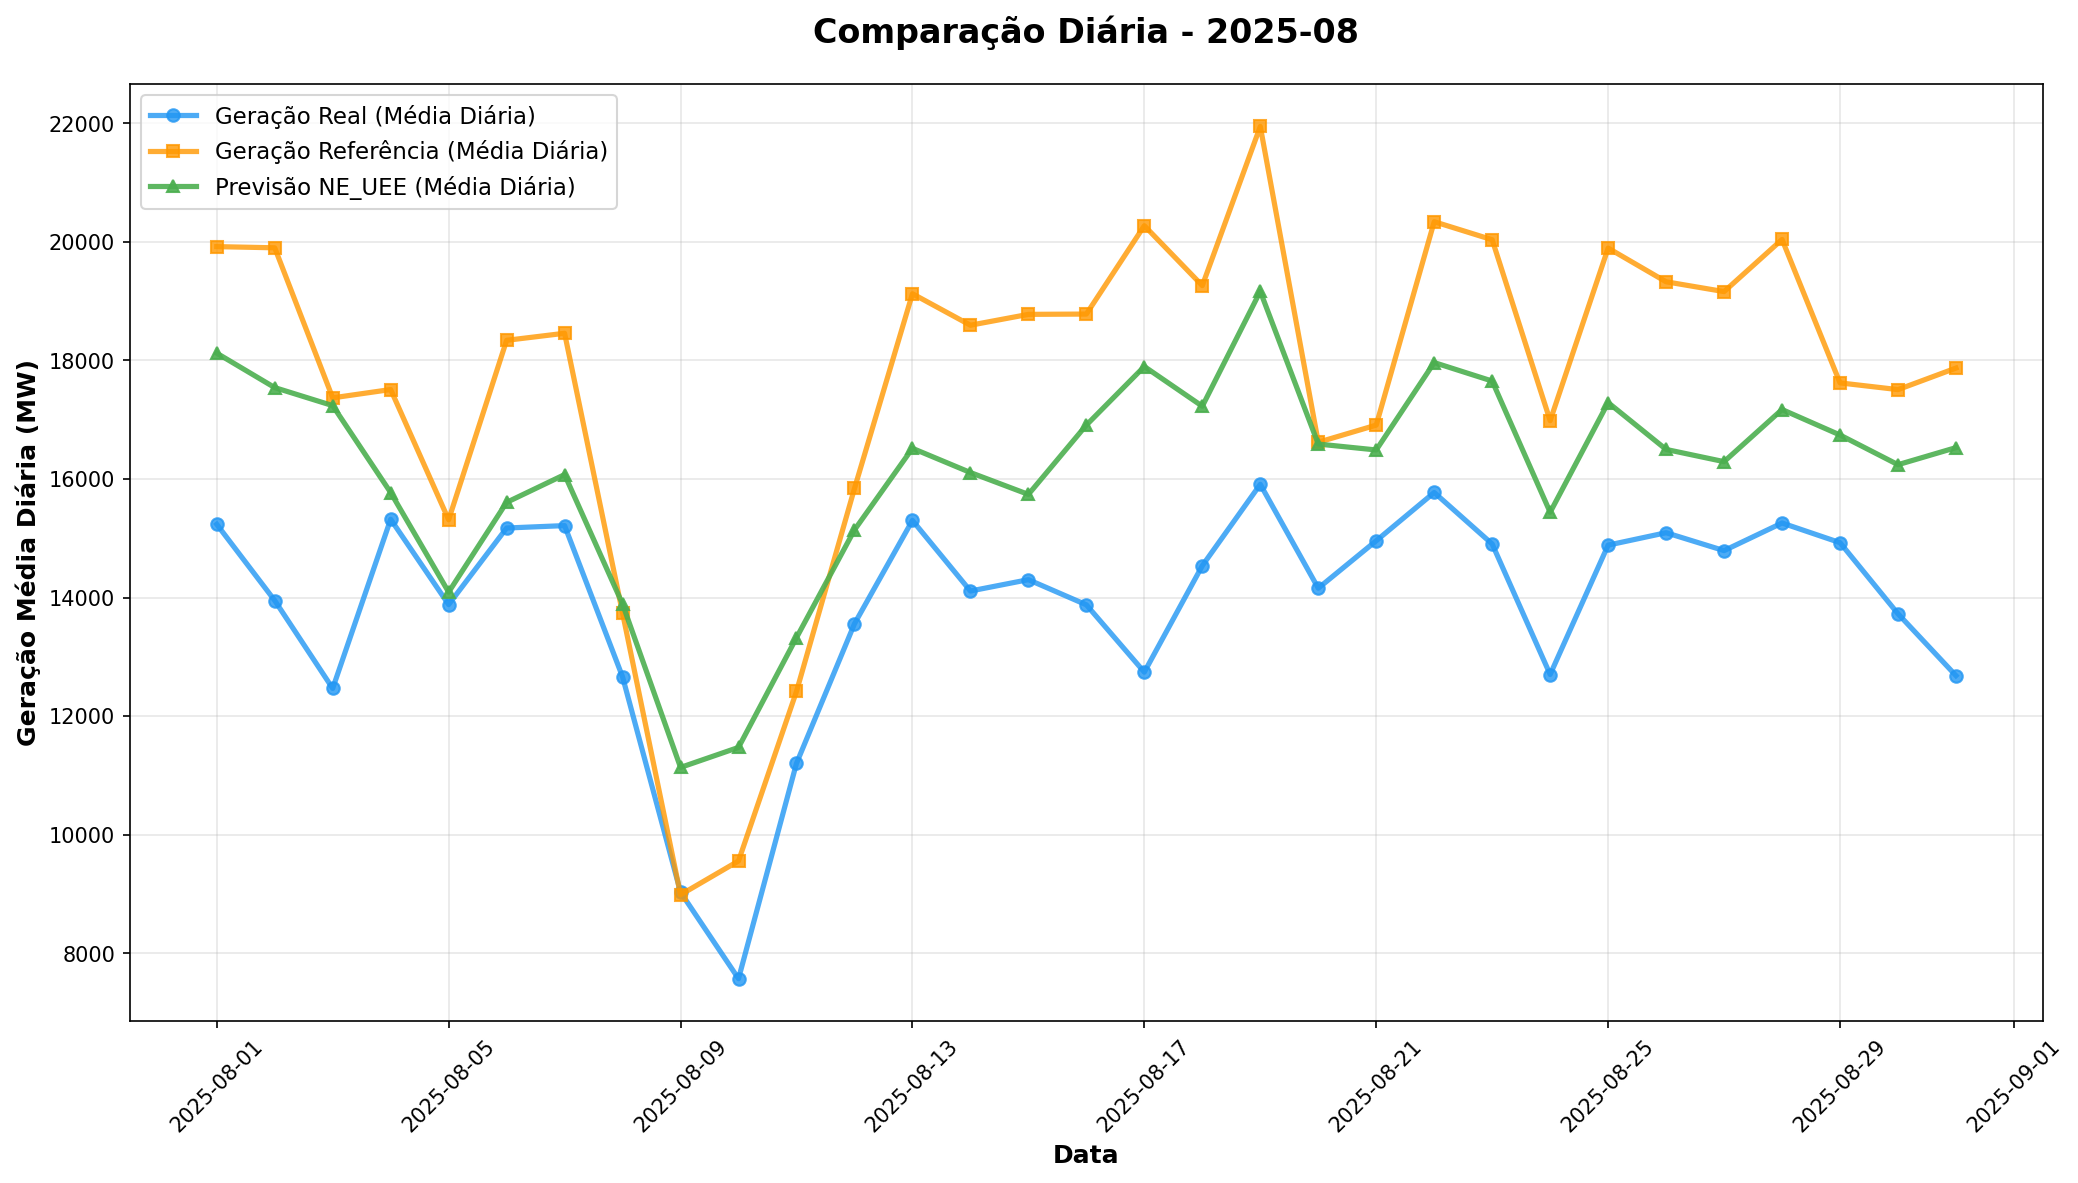 Comparação Diária - 2025-08
Geração Real (Média Diária)
Geração Referência (Média Diária)
Previsão NE_UEE (Média Diária)
Geração Média Diária (MW)
22000
20000
18000
16000
14000
12000
10000
8000
2025-08-01
2025-08-05
2025-08-09
2025-08-13
2025-08-17
2025-08-21
2025-08-25
2025-08-29
2025-09-01
Data